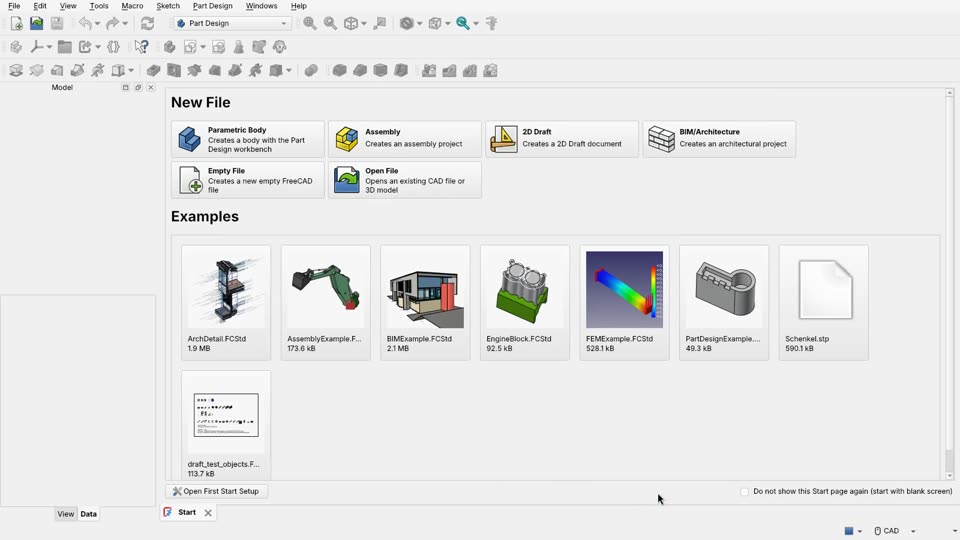 File Edit View Tools Macro Sketch Part Design Windows Help
Part Design
Model
New File
Parametric Body
Creates a body with the Part
Design workbench
Assembly
Creates an assembly project
2D Draft
Creates a 2D Draft document
BIM/Architecture
Creates an architectural project
Empty File
Creates a new empty FreeCAD
file
Open File
Opens an existing CAD file or
3D model
Examples
ArchDetail.FCStd
1.9 MB
AssemblyExample.F...
173.6 kB
BIMExample.FCStd
2.1 MB
EngineBlock.FCStd
92.5 kB
FEMExample.FCStd
528.1 kB
PartDesignExample....
49.3 kB
Schenkel.stp
590.1 kB
draft_test_objects.F...
113.7 kB
Open First Start Setup
Do not show this Start page again (start with blank screen)
View Data
Start
CAD